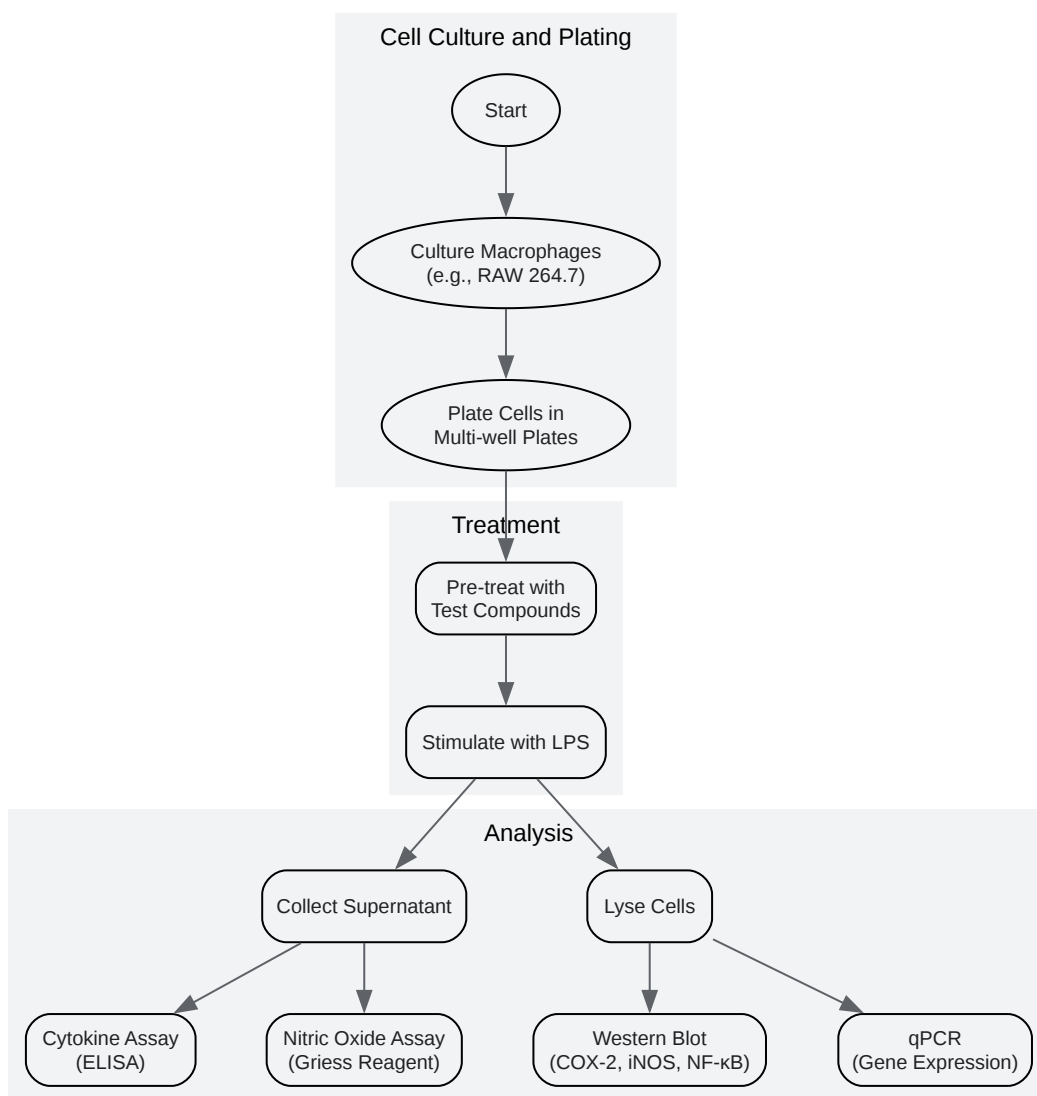 Cell Culture and Plating
Start
Culture Macrophages
(e.g., RAW 264.7)
Plate Cells in
Multi-well Plates
Treatment
Pre-treat with
Test Compounds
Stimulate with LPS
Analysis
Collect Supernatant
Lyse Cells
Cytokine Assay
(ELISA)
Nitric Oxide Assay
(Griess Reagent)
Western Blot
(COX-2, iNOS, NF-κB)
qPCR
(Gene Expression)